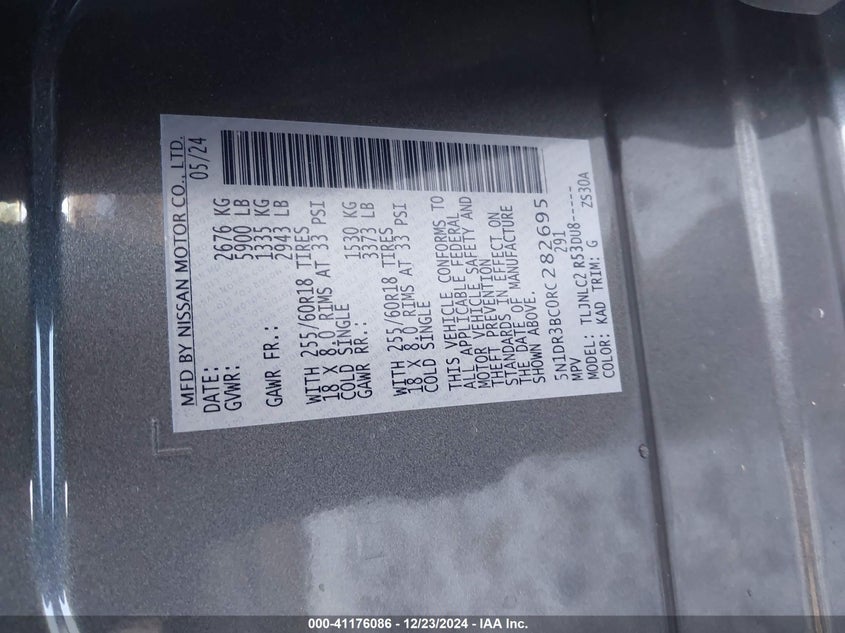 MFD BY NISSAN MOTOR CO., LTD.
DATE: 05/24
GVWR: 2676 KG
5900 LB
GAWR FR.: 1335 KG
2943 LB
WITH 255/60R18 TIRES
18 X 8.0 RIMS AT 33 PSI
COLD SINGLE
GAWR RR.: 1530 KG
3373 LB
WITH 255/60R18 TIRES
18 X 8.0 RIMS AT 33 PSI
COLD SINGLE
THIS VEHICLE CONFORMS TO
ALL APPLICABLE FEDERAL
MOTOR VEHICLE SAFETY AND
THEFT PREVENTION
STANDARDS IN EFFECT ON
THE DATE OF MANUFACTURE
SHOWN ABOVE.
5N1DR3BC0RC282695
MPV 291
MODEL: TLJNLC2 R53DU8-----
COLOR: KAD TRIM: G ZS30A
000-41176086 - 12/23/2024 - IAA Inc.